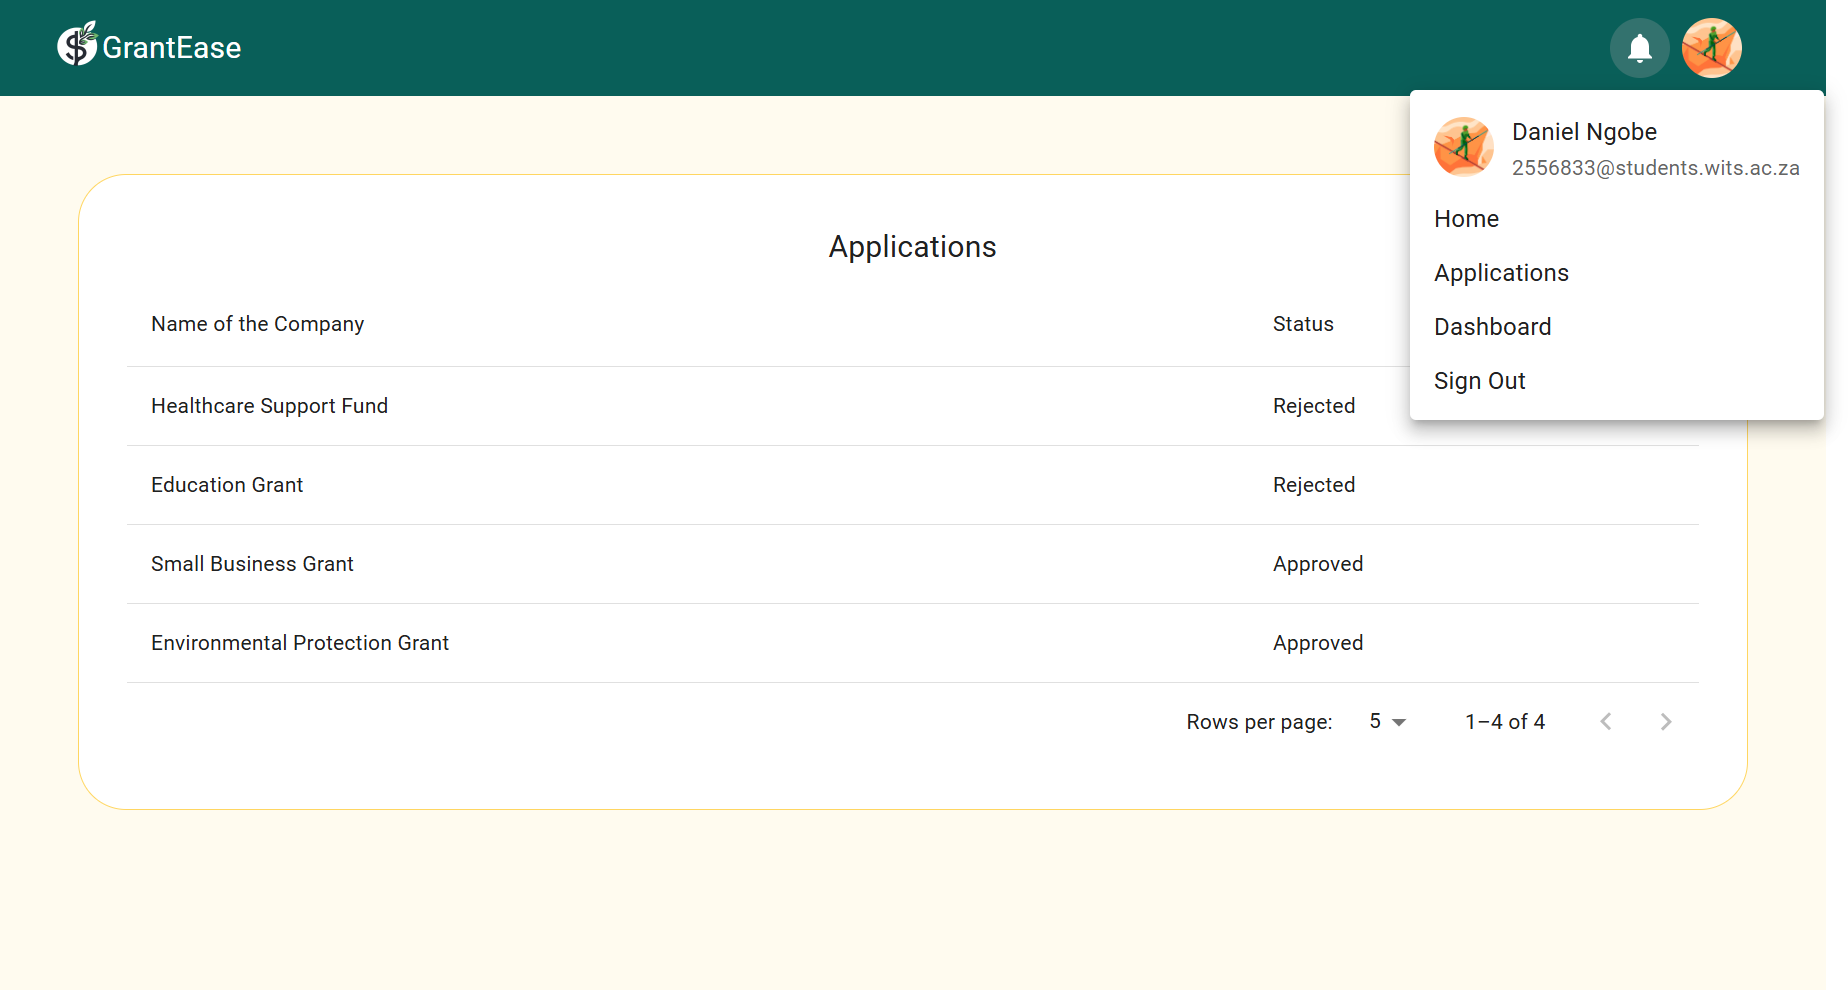 GrantEase
Daniel Ngobe
2556833@students.wits.ac.za
Home
Applications
Dashboard
Sign Out
Applications
Name of the Company Status
Healthcare Support Fund Rejected
Education Grant Rejected
Small Business Grant Approved
Environmental Protection Grant Approved
Rows per page: 5 1–4 of 4